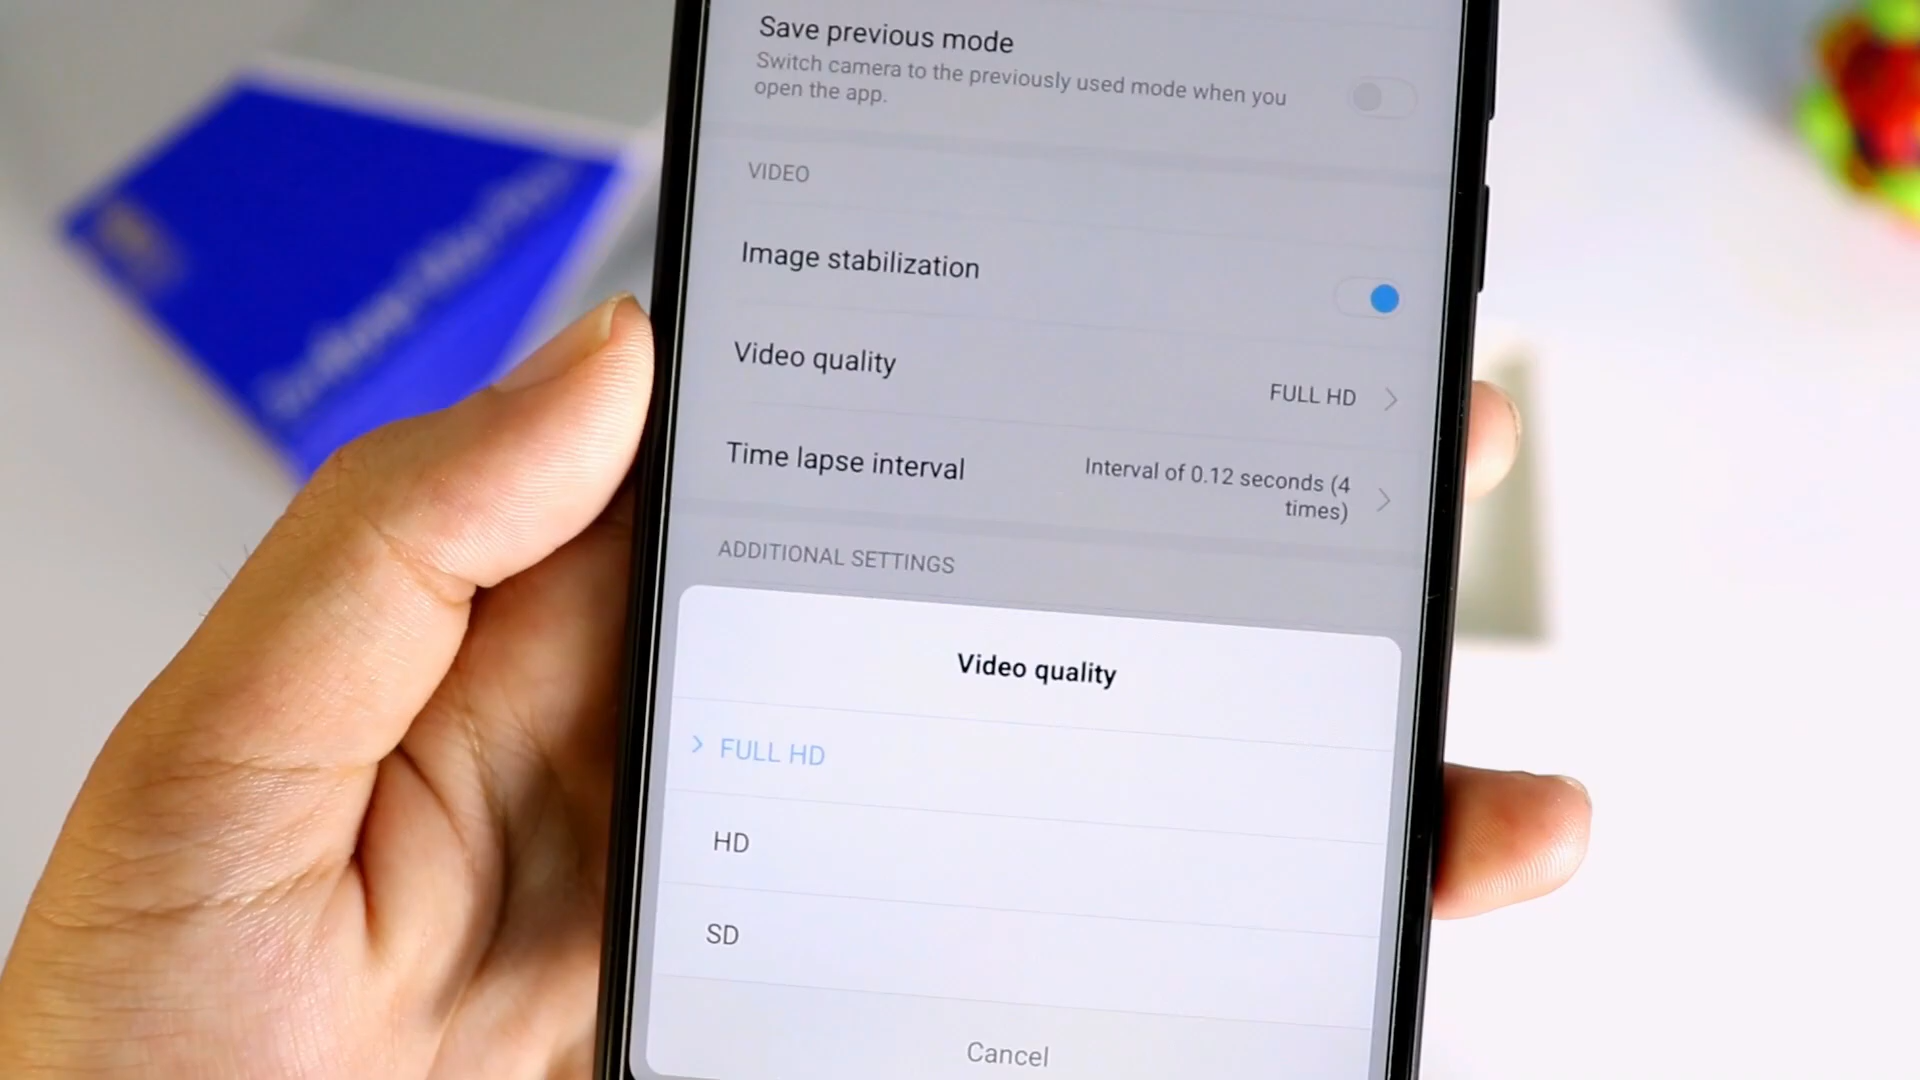 Save previous mode
Switch camera to the previously used mode when you
open the app.
VIDEO
Image stabilization
Video quality
FULL HD
Time lapse interval
Interval of 0.12 seconds (4
times)
ADDITIONAL SETTINGS
Video quality
FULL HD
HD
SD
Cancel